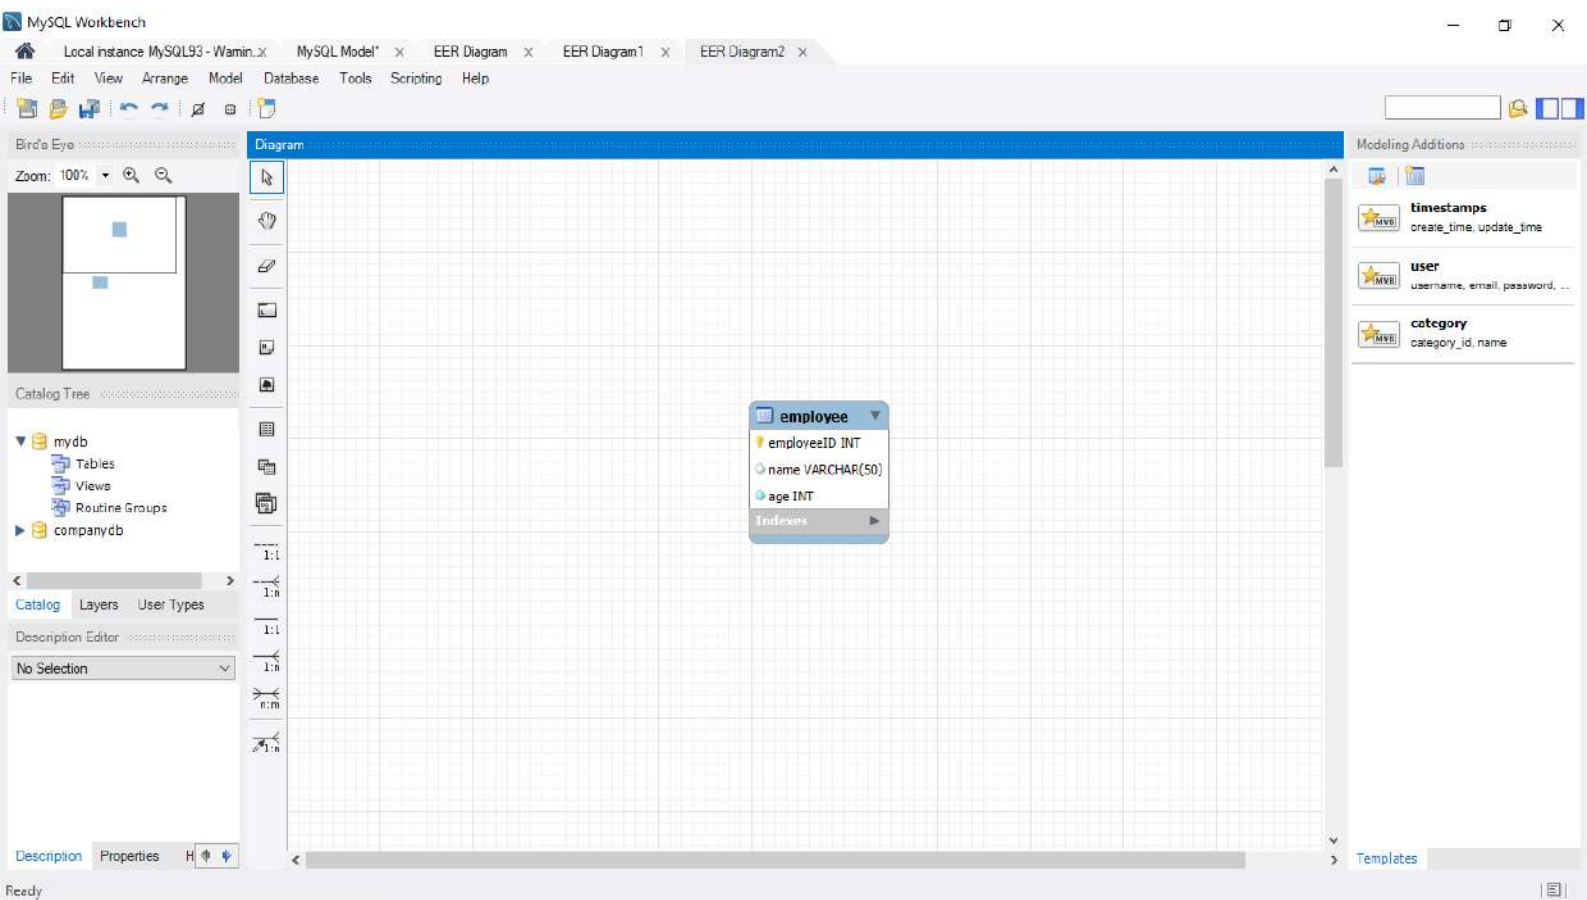 MySQL Workbench
Local instance MySQL93 - Warnin...
MySQL Model*
EER Diagram
EER Diagram1
EER Diagram2
File Edit View Arrange Model Database Tools Scripting Help
Bird's Eye
Zoom: 100%
Catalog Tree
mydb
Tables
Views
Routine Groups
companydb
Catalog Layers User Types
Description Editor
No Selection
Description Properties H
Ready
Diagram
1:1
1:n
1:1
1:n
n:m
1:n
employee
employeeID INT
name VARCHAR(50)
age INT
Indexes
Modeling Additions
MWB
timestamps
create_time, update_time
MWB
user
username, email, password, ...
MWB
category
category_id, name
Templates